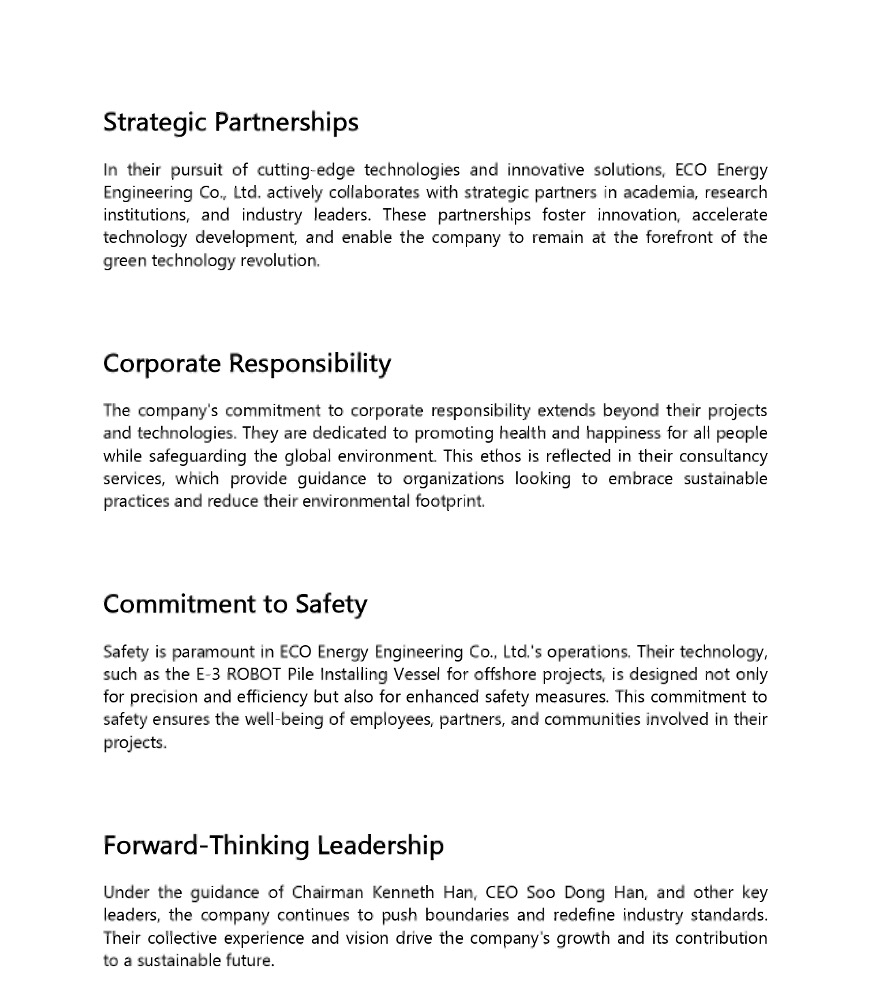 Strategic Partnerships
In their pursuit of cutting-edge technologies and innovative solutions, ECO Energy
Engineering Co., Ltd. actively collaborates with strategic partners in academia, research
institutions, and industry leaders. These partnerships foster innovation, accelerate
technology development, and enable the company to remain at the forefront of the
green technology revolution.
Corporate Responsibility
The company's commitment to corporate responsibility extends beyond their projects
and technologies. They are dedicated to promoting health and happiness for all people
while safeguarding the global environment. This ethos is reflected in their consultancy
services, which provide guidance to organizations looking to embrace sustainable
practices and reduce their environmental footprint.
Commitment to Safety
Safety is paramount in ECO Energy Engineering Co., Ltd.'s operations. Their technology,
such as the E-3 ROBOT Pile Installing Vessel for offshore projects, is designed not only
for precision and efficiency but also for enhanced safety measures. This commitment to
safety ensures the well-being of employees, partners, and communities involved in their
projects.
Forward-Thinking Leadership
Under the guidance of Chairman Kenneth Han, CEO Soo Dong Han, and other key
leaders, the company continues to push boundaries and redefine industry standards.
Their collective experience and vision drive the company's growth and its contribution
to a sustainable future.